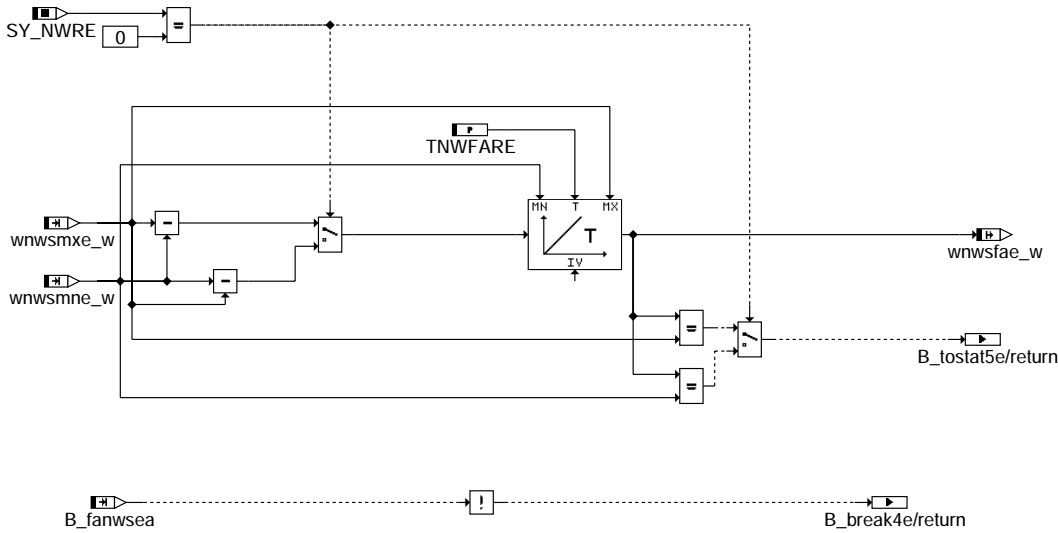 SY_NWRE
0
=
P
TNWFARE
MN T MX
T
IV
wnwsmxe_w
-
wnwsfae_w
wnwsmne_w
-
=
B_tostat5e/return
=
!
B_fanwsea
B_break4e/return